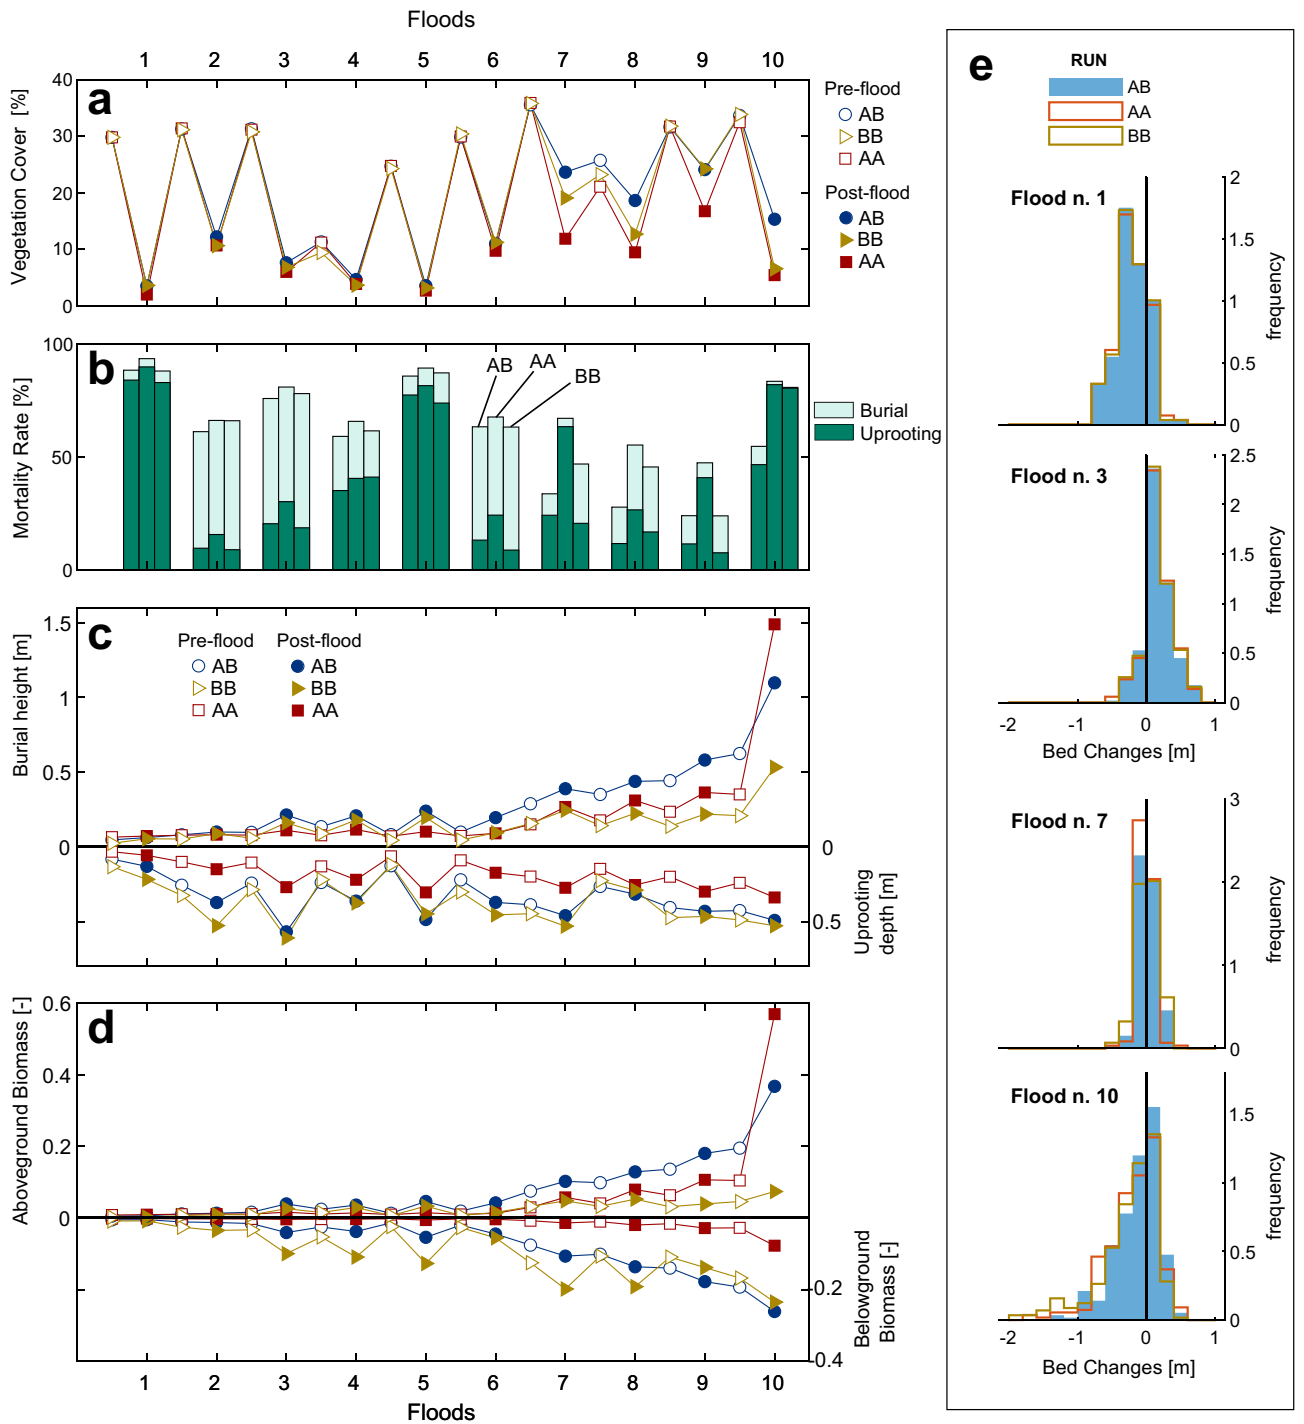 Floods
1 2 3 4 5 6 7 8 9 10
a
Vegetation Cover [%]
40
30
20
10
0
Pre-flood
AB
BB
AA
Post-flood
AB
BB
AA
b
Mortality Rate [%]
100
50
0
AB
AA
BB
Burial
Uprooting
c
Burial height [m]
1.5
1
0.5
0
Pre-flood Post-flood
AB AB
BB BB
AA AA
0
0.5
Uprooting
depth [m]
d
Aboveground Biomass [-]
0.6
0.4
0.2
0
-0.2
-0.4
Belowground
Biomass [-]
1 2 3 4 5 6 7 8 9 10
Floods
e
RUN
AB
AA
BB
Flood n. 1
2
1.5
1
0.5
0
frequency
Flood n. 3
2.5
2
1.5
1
0.5
0
frequency
-2 -1 0 1
Bed Changes [m]
Flood n. 7
3
2
1
0
frequency
Flood n. 10
1.5
1
0.5
0
frequency
-2 -1 0 1
Bed Changes [m]